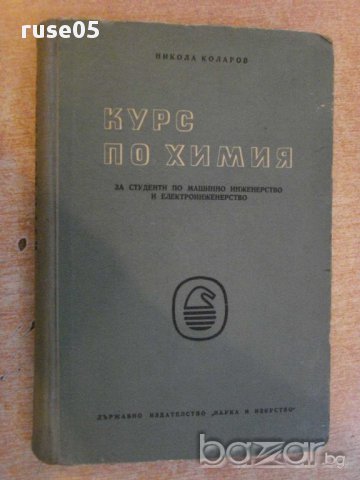 ruse05
НИКОЛА КОЛАРОВ
КУРС
ПО ХИМИЯ
ЗА СТУДЕНТИ ПО МАШИННО ИНЖЕНЕРСТВО
И ЕЛЕКТРОИНЖЕНЕРСТВО
ДЪРЖАВНО ИЗДАТЕЛСТВО „НАУКА И ИЗКУСТВО"
bazar.bg